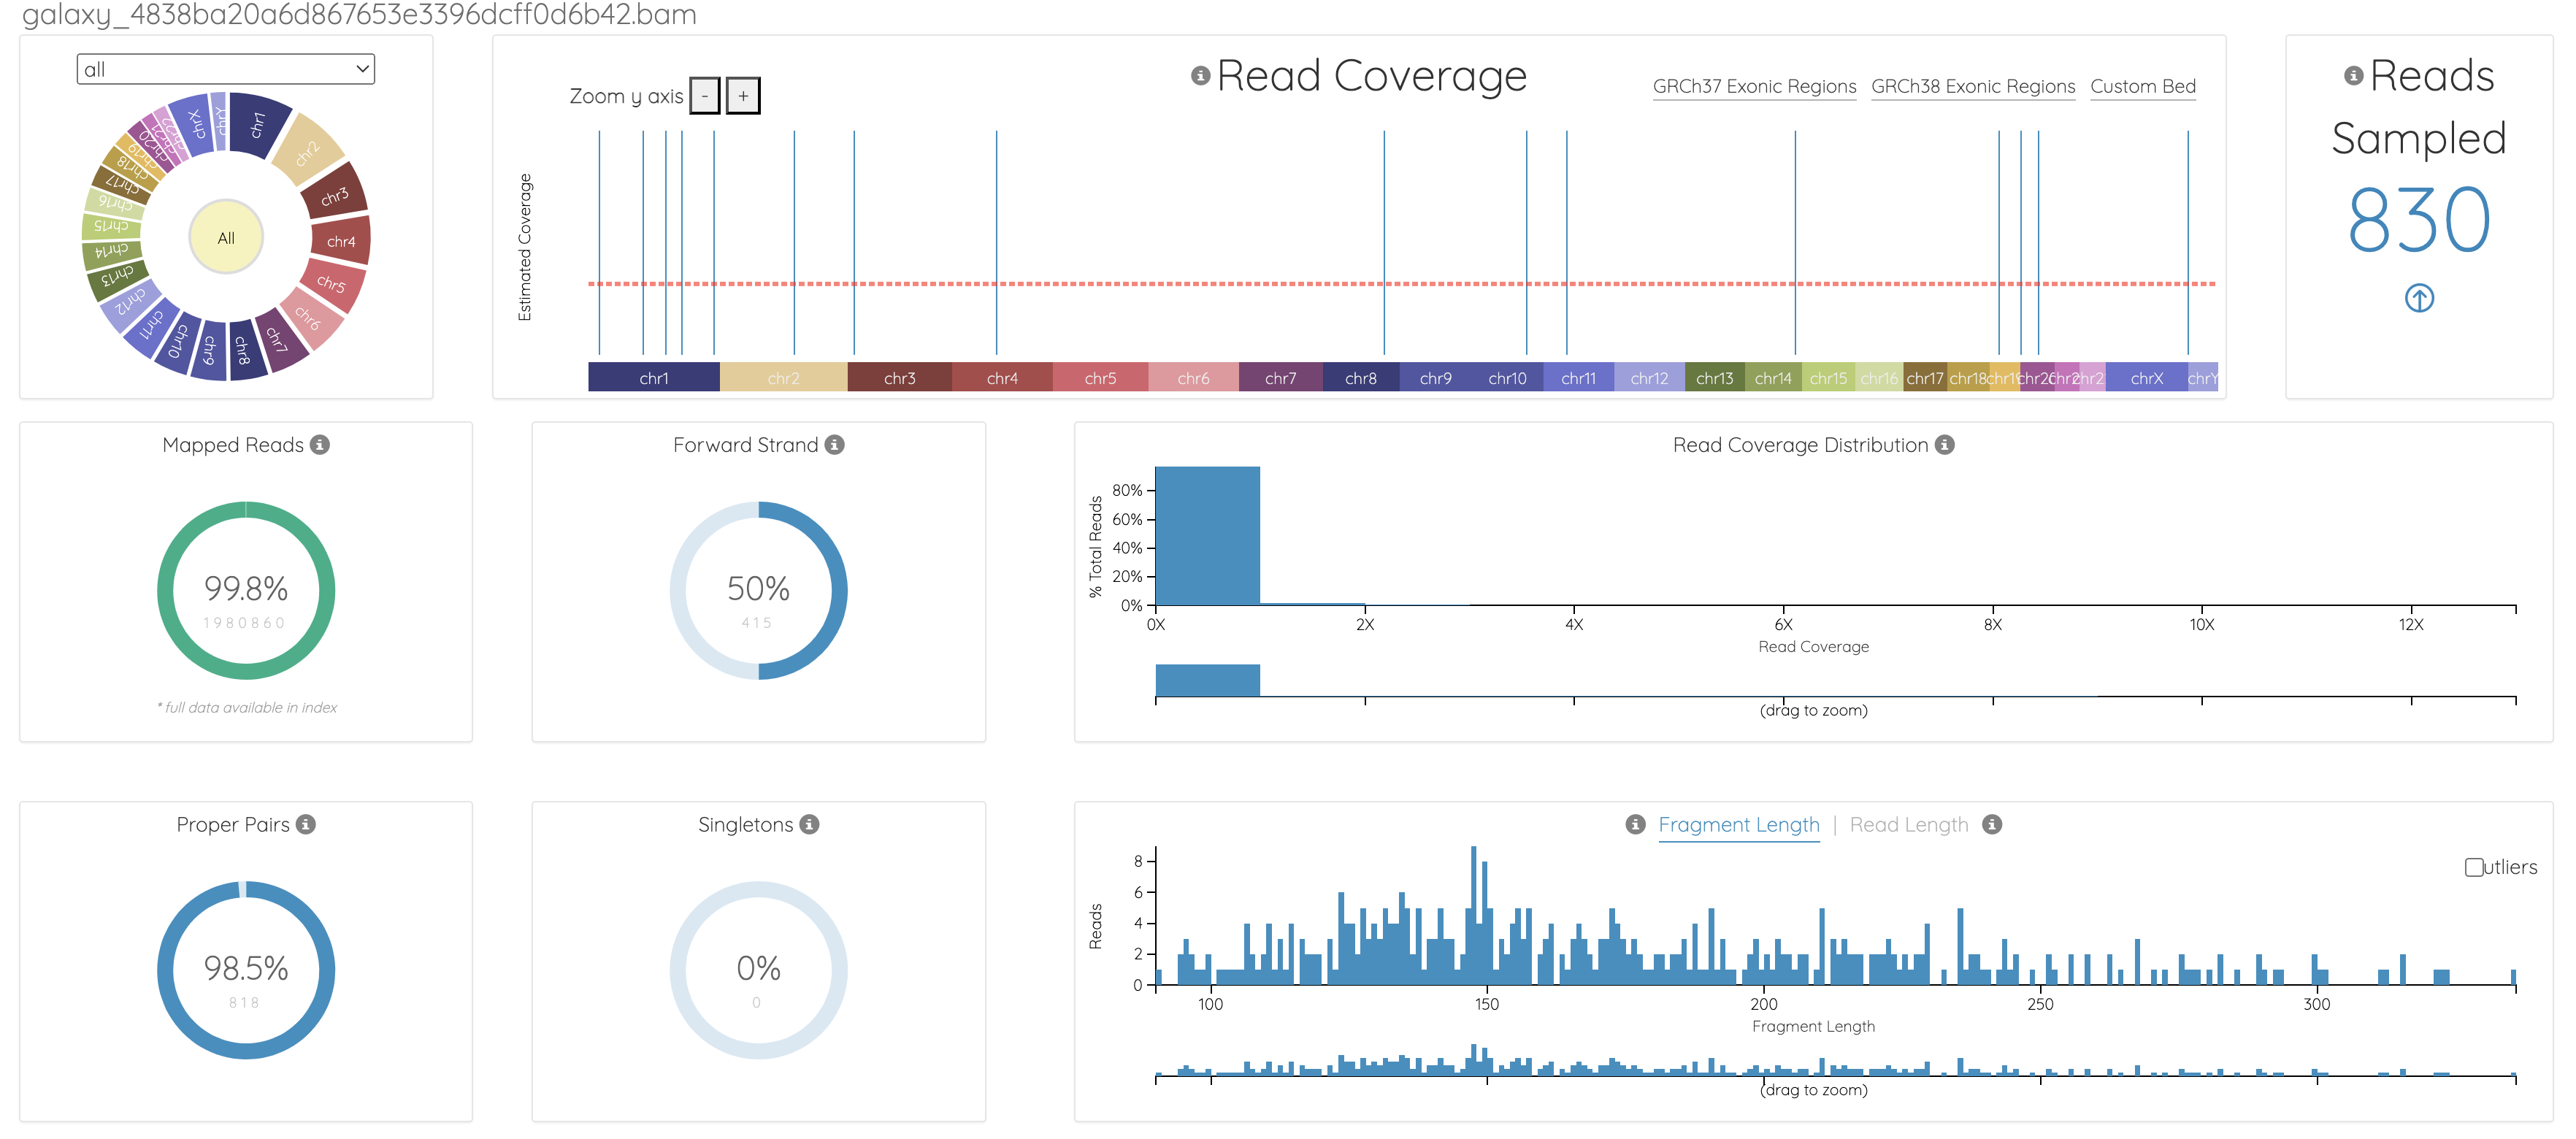 galaxy_4838ba20a6d867653e3396dcff0d6b42.bam
all
chr1
chr2
chr3
chr4
chr5
chr6
chr7
chr8
chr9
chr10
chr11
chr12
chr13
chr14
chr15
chr16
chr17
chr18
chr19
chr20
chr21
chr22
chrX
chrY
All
Read Coverage
Zoom y axis - +
GRCh37 Exonic Regions GRCh38 Exonic Regions Custom Bed
Estimated Coverage
chr1 chr2 chr3 chr4 chr5 chr6 chr7 chr8 chr9 chr10 chr11 chr12 chr13 chr14 chr15 chr16 chr17 chr18 chr19 chr20 chr2 chr2 chrX chrY
Reads
Sampled
830
Mapped Reads
99.8%
1980860
* full data available in index
Forward Strand
50%
415
Read Coverage Distribution
% Total Reads
80%
60%
40%
20%
0%
0X 2X 4X 6X 8X 10X 12X
Read Coverage
(drag to zoom)
Proper Pairs
98.5%
818
Singletons
0%
0
Fragment Length | Read Length
utliers
Reads
8
6
4
2
0
100 150 200 250 300
Fragment Length
(drag to zoom)